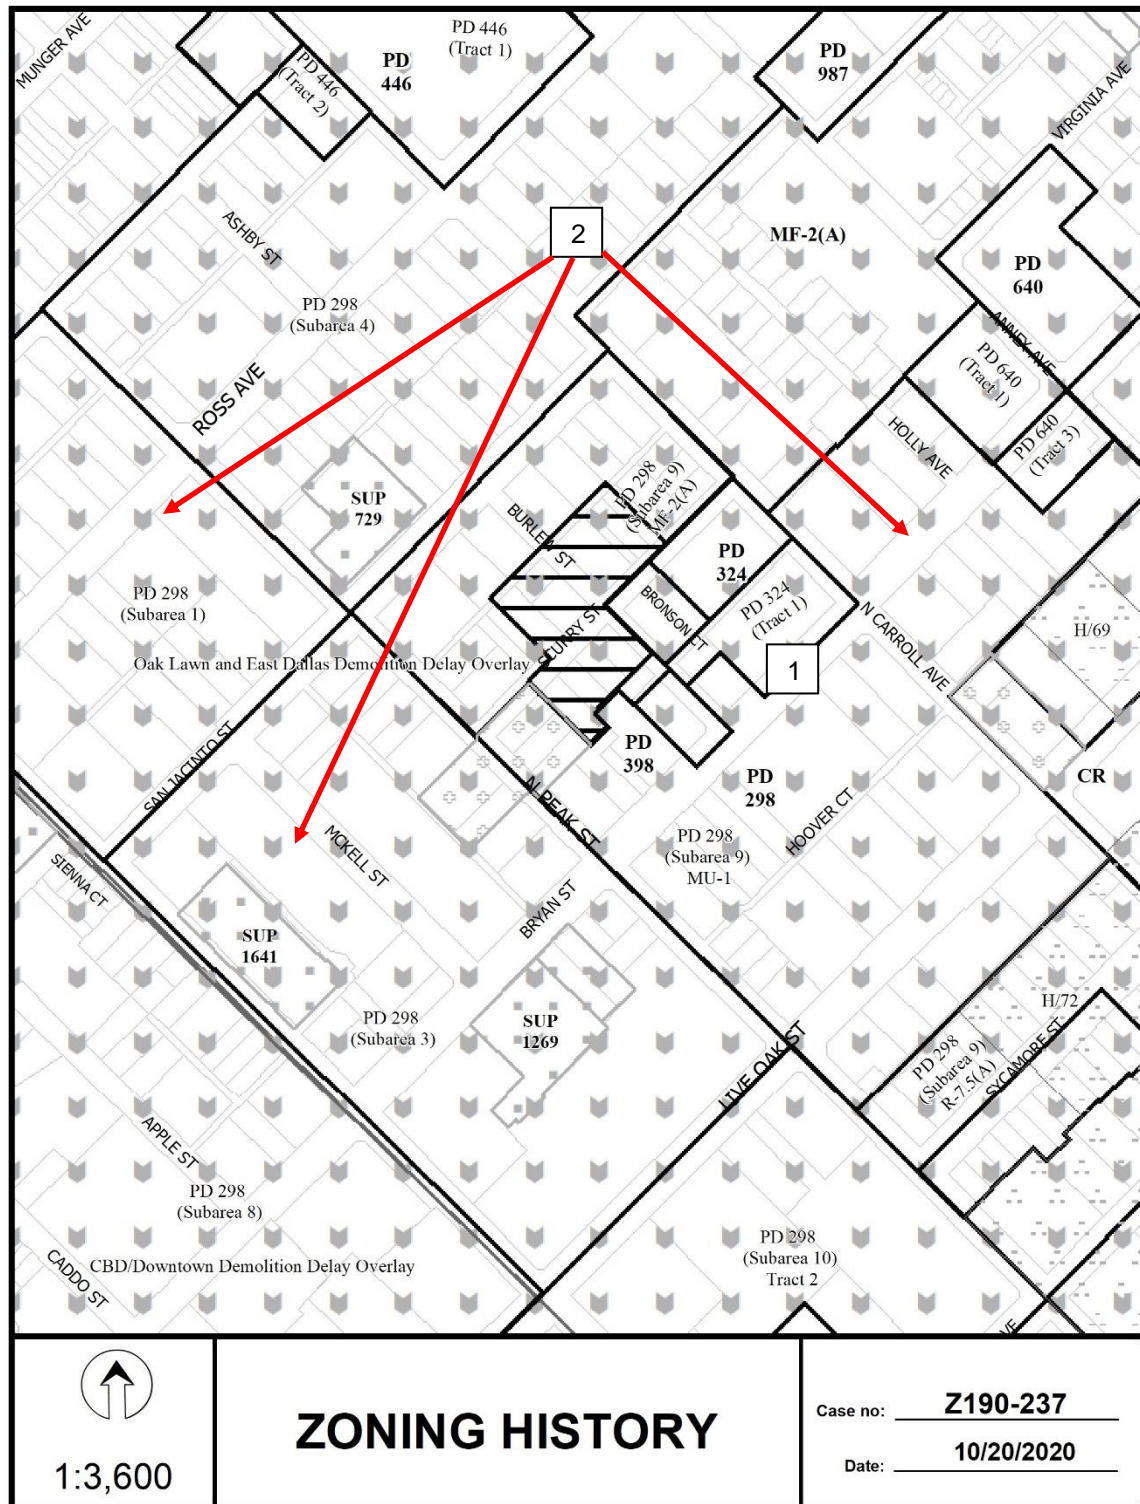 MUNGER AVE
PD 446
(Tract 1)
PD
446
PD 446
(Tract 2)
PD
987
VIRGINIA AVE
ASHBY ST
2
MF-2(A)
PD
640
PD 298
(Subarea 4)
ANNEX AVE
PD 640
(Tract 1)
ROSS AVE
HOLLY AVE
PD 640
(Tract 3)
SUP
729
PD 298
(Subarea 9)
MF-2(A)
BURLEW ST
PD
324
PD 298
(Subarea 1)
BRONSON CT
PD 324
(Tract 1)
SCURRY ST
N CARROLL AVE
H/69
Oak Lawn and East Dallas Demolition Delay Overlay
1
SAN JACINTO ST
PD
398
PD
298
CR
N PEAK ST
HOOVER CT
MCKELL ST
PD 298
(Subarea 9)
MU-1
SIENNA CT
BRYAN ST
SUP
1641
PD 298
(Subarea 3)
SUP
1269
H/72
LIVE OAK ST
PD 298
(Subarea 9)
R-7.5(A)
SYCAMORE ST
APPLE ST
PD 298
(Subarea 8)
PD 298
(Subarea 10)
Tract 2
CADDO ST
CBD/Downtown Demolition Delay Overlay
VE
1:3,600
ZONING HISTORY
Case no: Z190-237
Date: 10/20/2020